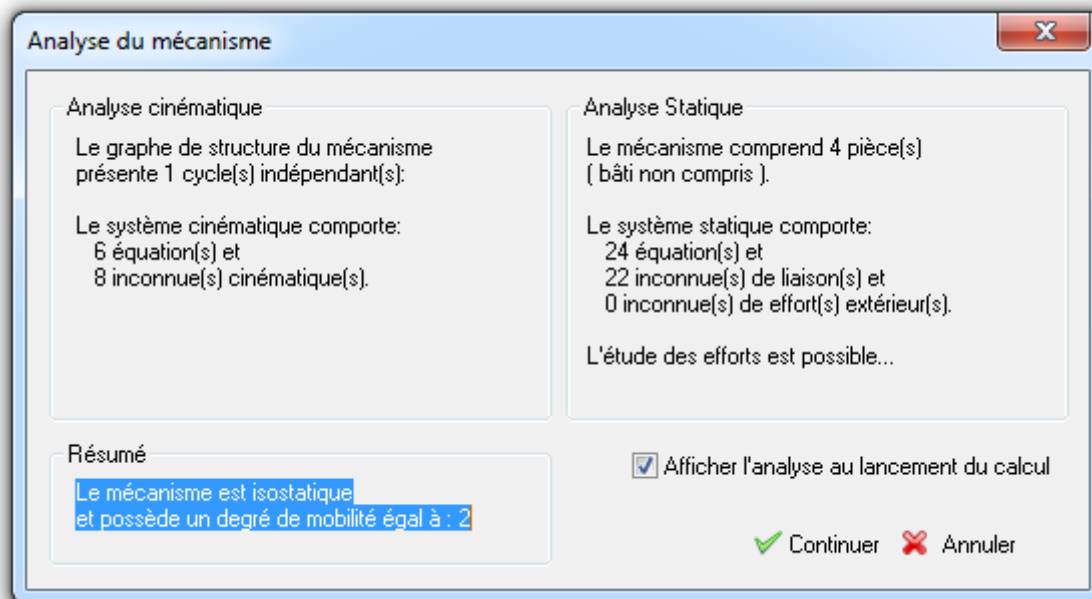 Analyse du mécanisme
Analyse cinématique
Le graphe de structure du mécanisme
présente 1 cycle(s) indépendant(s):
Le système cinématique comporte:
6 équation(s) et
8 inconnue(s) cinématique(s).
Analyse Statique
Le mécanisme comprend 4 pièce(s)
( bâti non compris ).
Le système statique comporte:
24 équation(s) et
22 inconnue(s) de liaison(s) et
0 inconnue(s) de effort(s) extérieur(s).
L'étude des efforts est possible...
Résumé
Le mécanisme est isostatique
et possède un degré de mobilité égal à : 2
Afficher l'analyse au lancement du calcul
Continuer Annuler